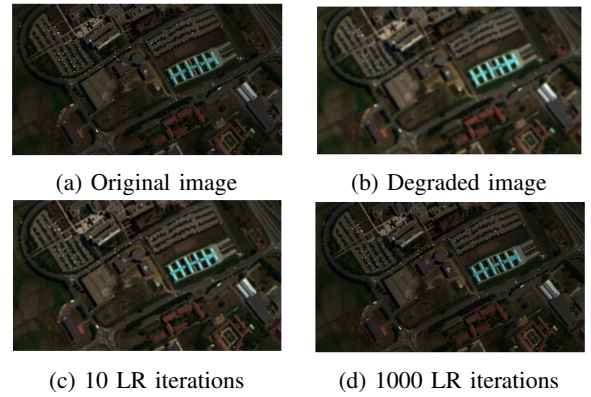 (a) Original image
(b) Degraded image
(c) 10 LR iterations
(d) 1000 LR iterations